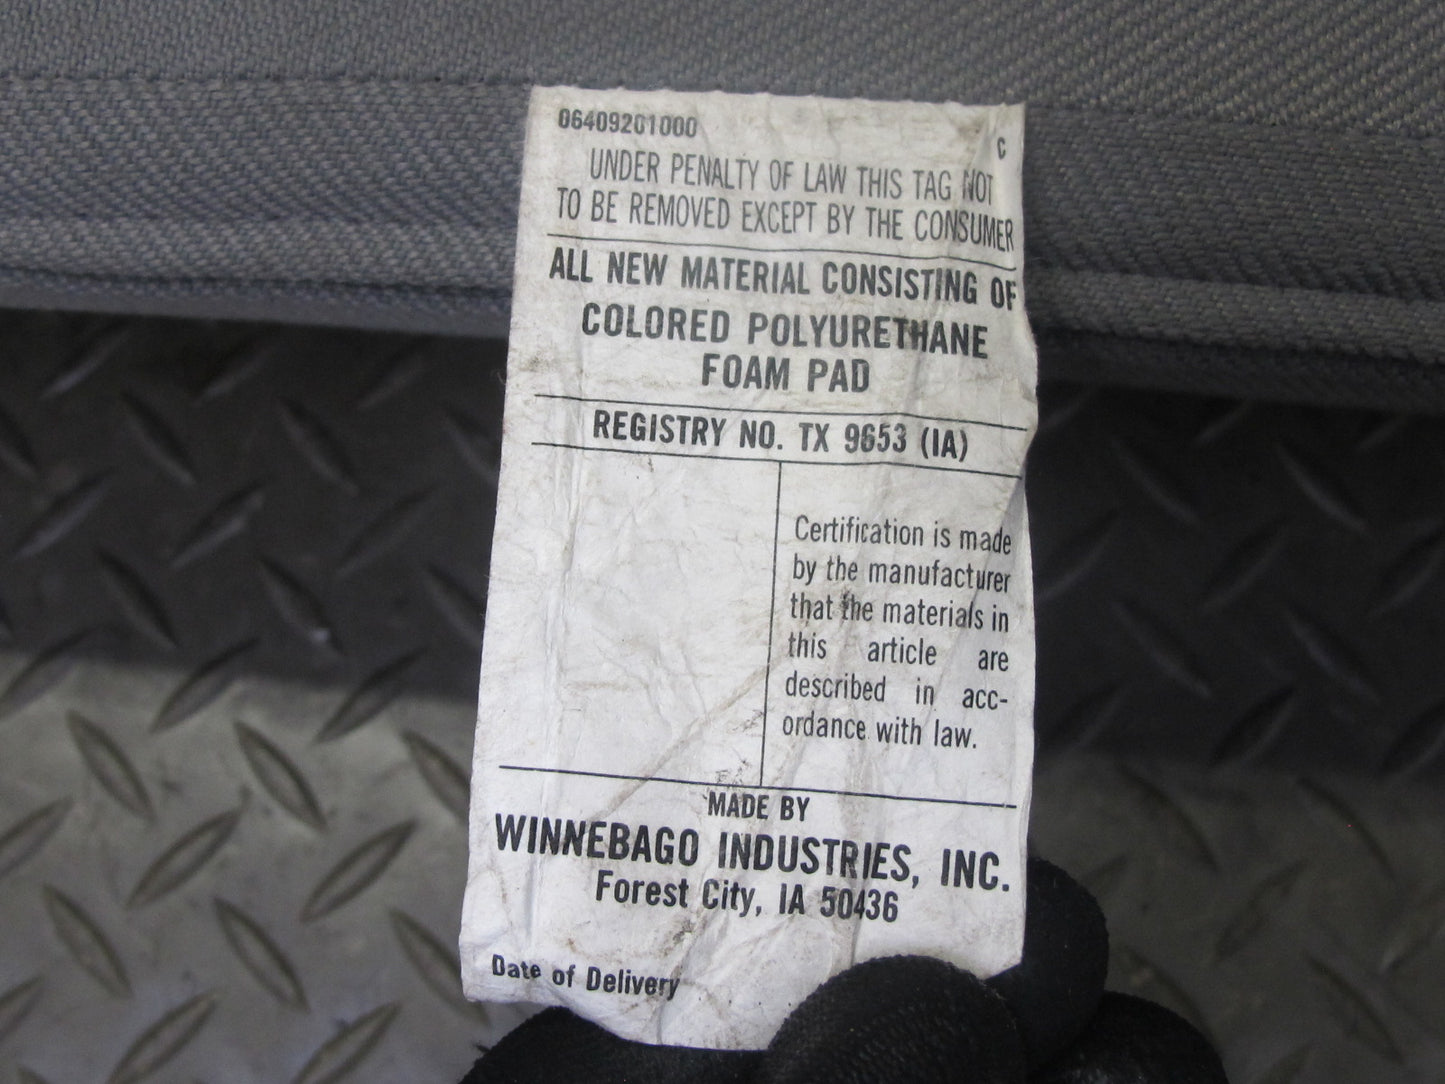 06409201000
C
UNDER PENALTY OF LAW THIS TAG NOT
TO BE REMOVED EXCEPT BY THE CONSUMER
ALL NEW MATERIAL CONSISTING OF
COLORED POLYURETHANE
FOAM PAD
REGISTRY NO. TX 9653 (IA)
Certification is made
by the manufacturer
that the materials in
this article are
described in acc-
ordance with law.
MADE BY
WINNEBAGO INDUSTRIES, INC.
Forest City, IA 50436
Date of Delivery